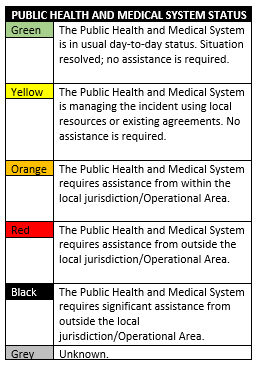 PUBLIC HEALTH AND MEDICAL SYSTEM STATUS
Green
The Public Health and Medical System
is in usual day-to-day status. Situation
resolved; no assistance is required.
Yellow
The Public Health and Medical System
is managing the incident using local
resources or existing agreements. No
assistance is required.
Orange
The Public Health and Medical System
requires assistance from within the
local jurisdiction/Operational Area.
Red
The Public Health and Medical System
requires assistance from outside the
local jurisdiction/Operational Area.
Black
The Public Health and Medical System
requires significant assistance from
outside the local
jurisdiction/Operational Area.
Grey
Unknown.